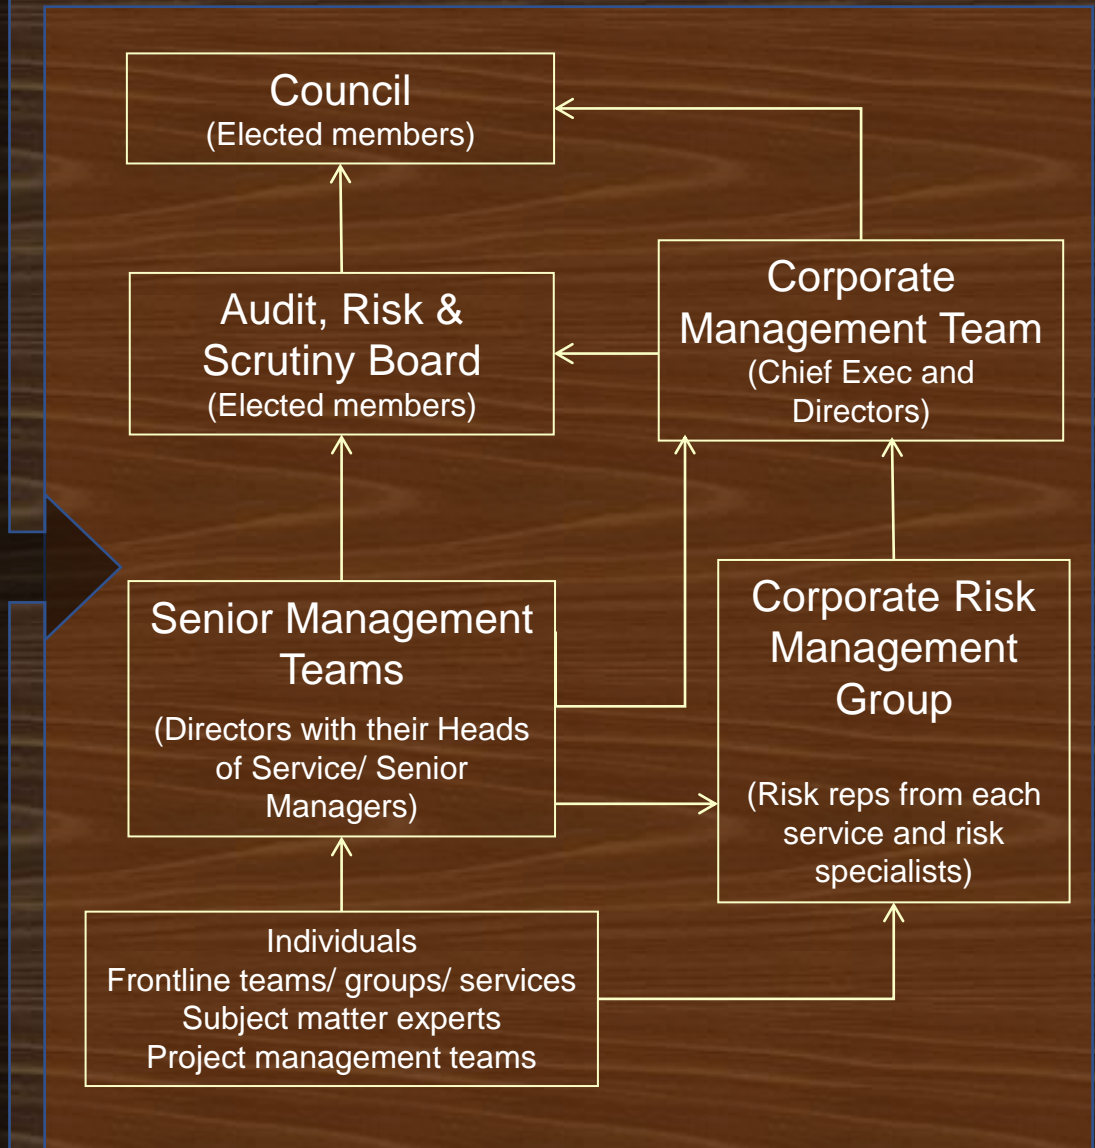 Council
(Elected members)
Audit, Risk &
Scrutiny Board
(Elected members)
Corporate
Management Team
(Chief Exec and
Directors)
Senior Management
Teams
(Directors with their Heads
of Service/ Senior
Managers)
Corporate Risk
Management
Group
(Risk reps from each
service and risk
specialists)
Individuals
Frontline teams/ groups/ services
Subject matter experts
Project management teams